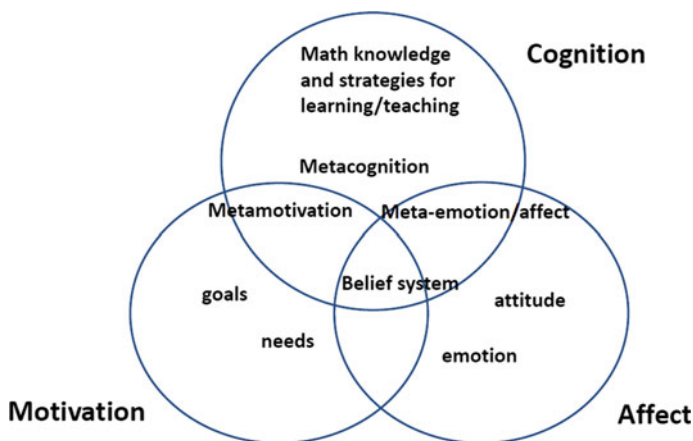 Math knowledge
and strategies for
learning/teaching
Cognition
Metacognition
Metamotivation
Meta-emotion/affect
Belief system
goals
attitude
needs
emotion
Motivation
Affect